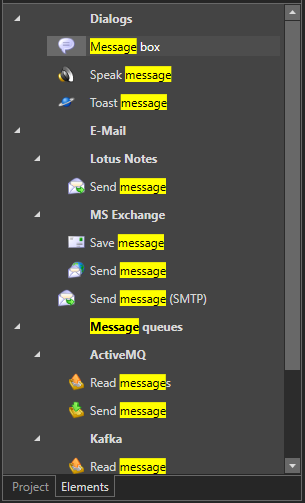 Dialogs
Message box
Speak message
Toast message
E-Mail
Lotus Notes
Send message
MS Exchange
Save message
Send message
Send message (SMTP)
Message queues
ActiveMQ
Read messages
Send message
Kafka
Read message
Project Elements